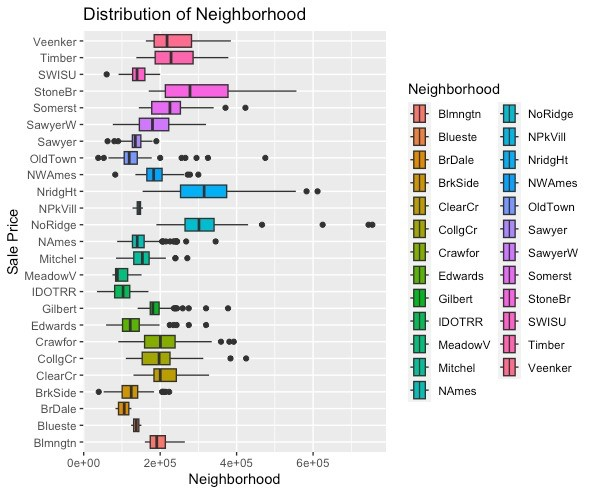 Distribution of Neighborhood
Veenker
Timber
SWISU
StoneBr
Somerst
SawyerW
Sawyer
OldTown
NWAmes
NridgHt
NPkVill
NoRidge
NAmes
Mitchel
MeadowV
IDOTRR
Gilbert
Edwards
Crawfor
CollgCr
ClearCr
BrkSide
BrDale
Blueste
Blmngtn
Sale Price
0e+00 2e+05 4e+05 6e+05
Neighborhood
Neighborhood
Blmngtn NoRidge
Blueste NPkVill
BrDale NridgHt
BrkSide NWAmes
ClearCr OldTown
CollgCr Sawyer
Crawfor SawyerW
Edwards Somerst
Gilbert StoneBr
IDOTRR SWISU
MeadowV Timber
Mitchel Veenker
NAmes